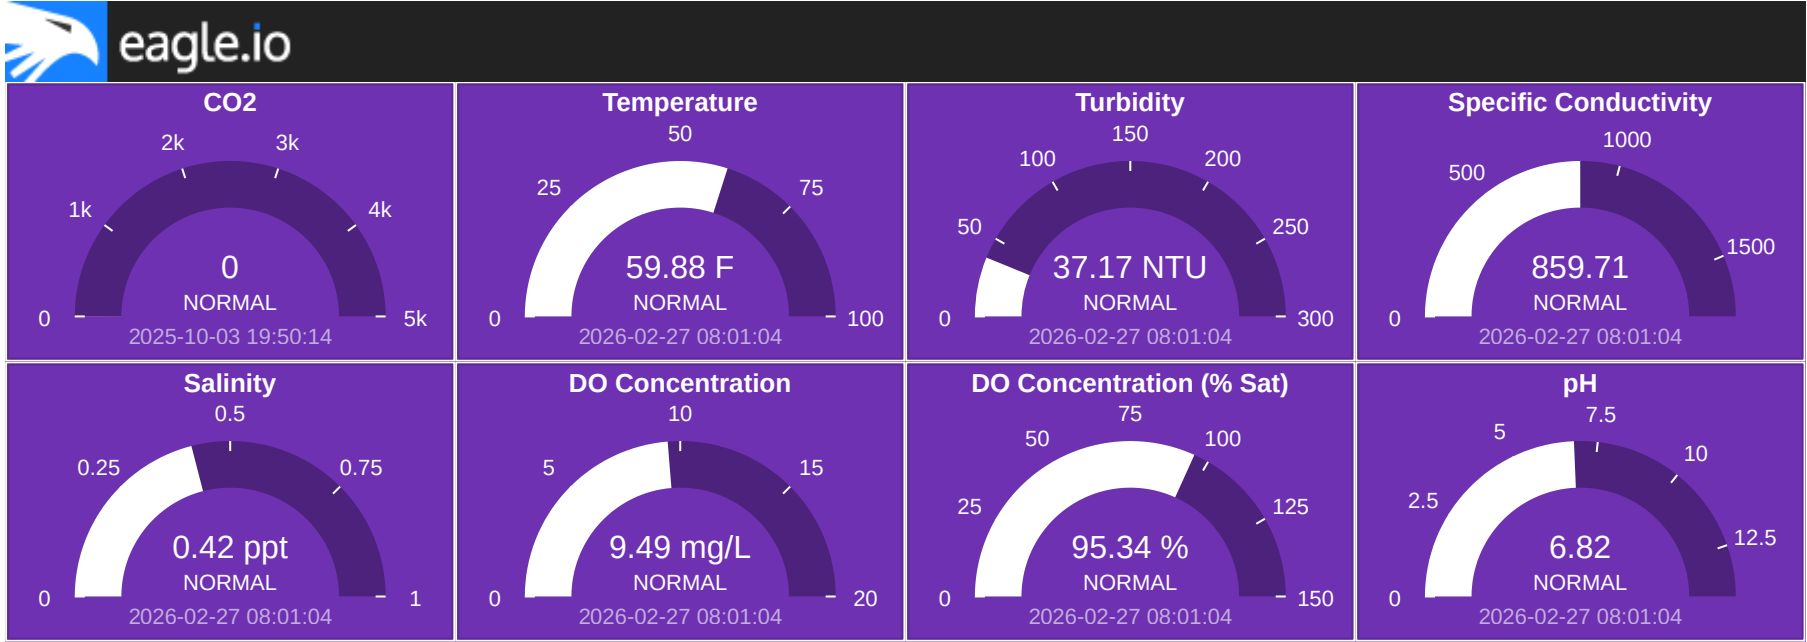 eagle.io
CO2
0
1k
2k
3k
4k
5k
0
NORMAL
2025-10-03 19:50:14
Temperature
0
25
50
75
100
59.88 F
NORMAL
2026-02-27 08:01:04
Turbidity
0
50
100
150
200
250
300
37.17 NTU
NORMAL
2026-02-27 08:01:04
Specific Conductivity
0
500
1000
1500
859.71
NORMAL
2026-02-27 08:01:04
Salinity
0
0.25
0.5
0.75
1
0.42 ppt
NORMAL
2026-02-27 08:01:04
DO Concentration
0
5
10
15
20
9.49 mg/L
NORMAL
2026-02-27 08:01:04
DO Concentration (% Sat)
0
25
50
75
100
125
150
95.34 %
NORMAL
2026-02-27 08:01:04
pH
0
2.5
5
7.5
10
12.5
6.82
NORMAL
2026-02-27 08:01:04